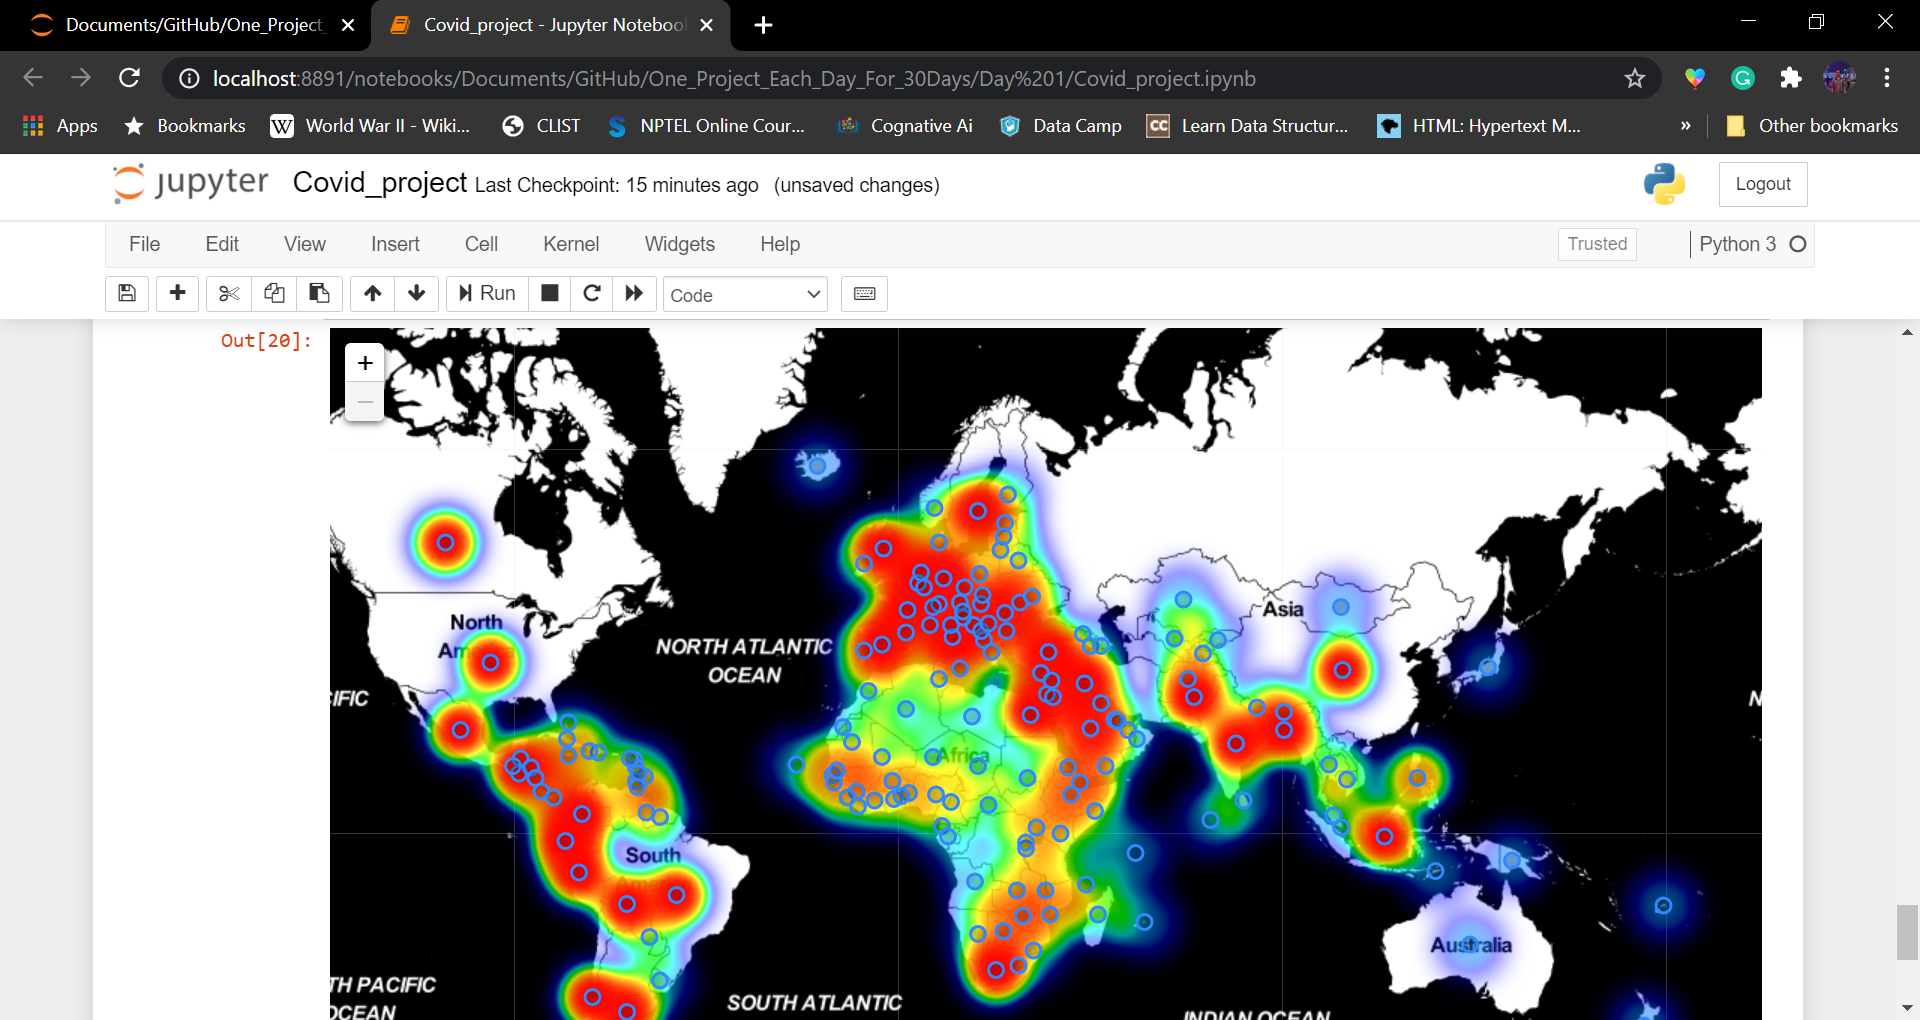 Documents/GitHub/One_Project_
Covid_project - Jupyter Notebook
localhost:8891/notebooks/Documents/GitHub/One_Project_Each_Day_For_30Days/Day%201/Covid_project.ipynb
Apps Bookmarks World War II - Wiki... CLIST NPTEL Online Cour... Cognative Ai Data Camp Learn Data Structur... HTML: Hypertext M... » Other bookmarks
jupyter Covid_project Last Checkpoint: 15 minutes ago (unsaved changes) Logout
File Edit View Insert Cell Kernel Widgets Help Trusted Python 3
Run Code
Out[20]:
+
−
North
Asia
NORTH ATLANTIC
OCEAN
IFIC
N
Africa
South
America
Australia
TH PACIFIC
OCEAN
SOUTH ATLANTIC
INDIAN OCEAN